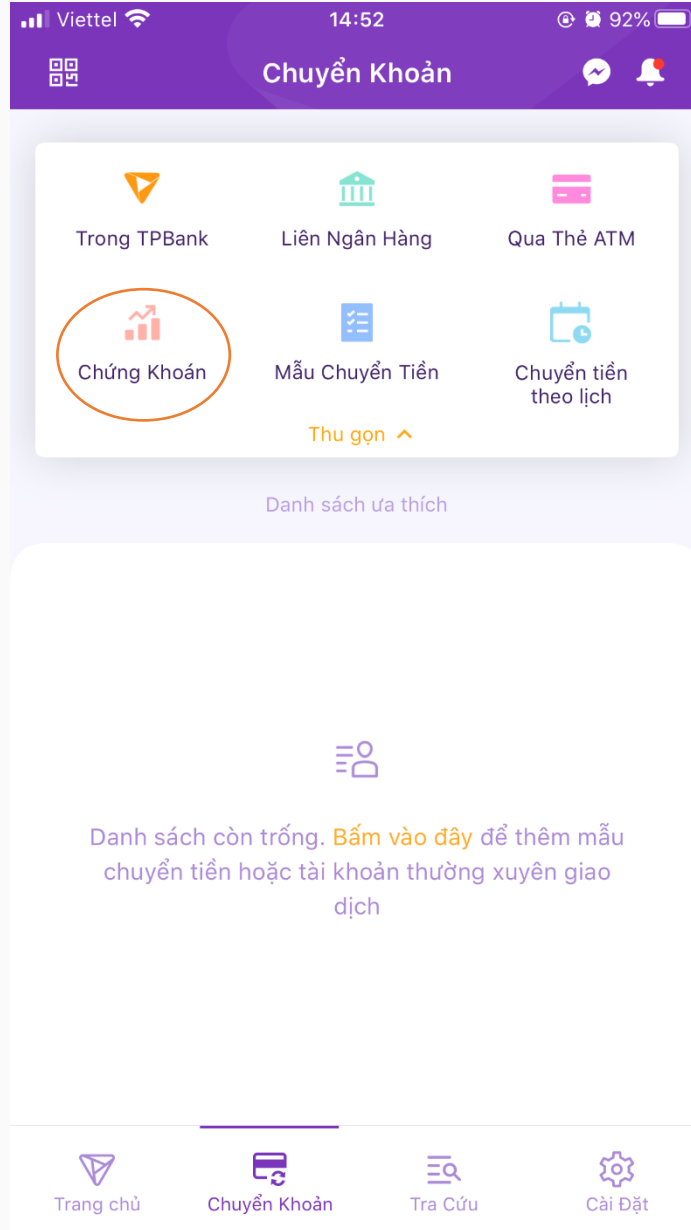 Viettel 14:52 92%
Chuyển Khoản
Trong TPBank Liên Ngân Hàng Qua Thẻ ATM
Chứng Khoán Mẫu Chuyển Tiền Chuyển tiền
theo lịch
Thu gọn
Danh sách ưa thích
Danh sách còn trống. Bấm vào đây để thêm mẫu
chuyển tiền hoặc tài khoản thường xuyên giao
dịch
Trang chủ Chuyển Khoản Tra Cứu Cài Đặt